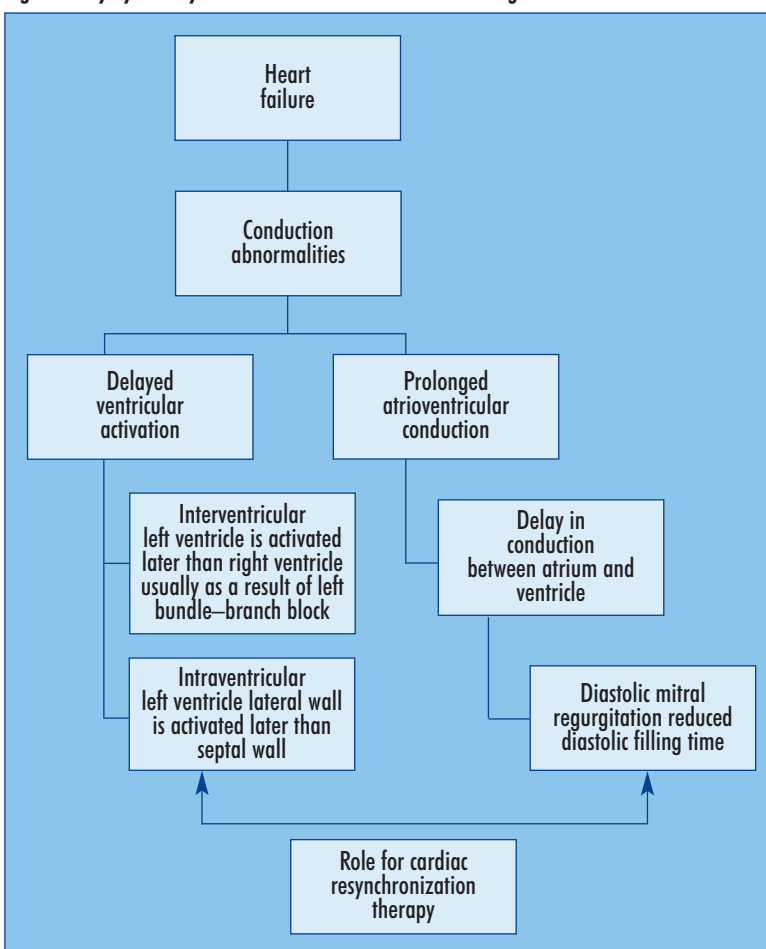 Heart
failure
Conduction
abnormalities
Delayed
ventricular
activation
Prolonged
atrioventricular
conduction
Interventricular
left ventricle is activated
later than right ventricle
usually as a result of left
bundle–branch block
Delay in
conduction
between atrium and
ventricle
Intraventricular
left ventricle lateral wall
is activated later than
septal wall
Diastolic mitral
regurgitation reduced
diastolic filling time
Role for cardiac
resynchronization
therapy